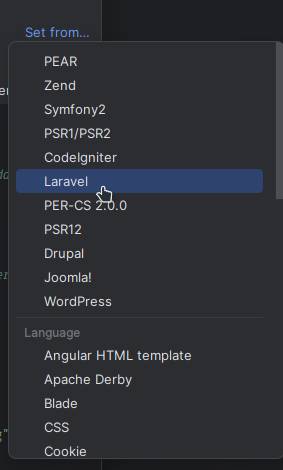 Set from...
PEAR
Zend
Symfony2
PSR1/PSR2
CodeIgniter
Laravel
PER-CS 2.0.0
PSR12
Drupal
Joomla!
WordPress
Language
Angular HTML template
Apache Derby
Blade
CSS
Cookie